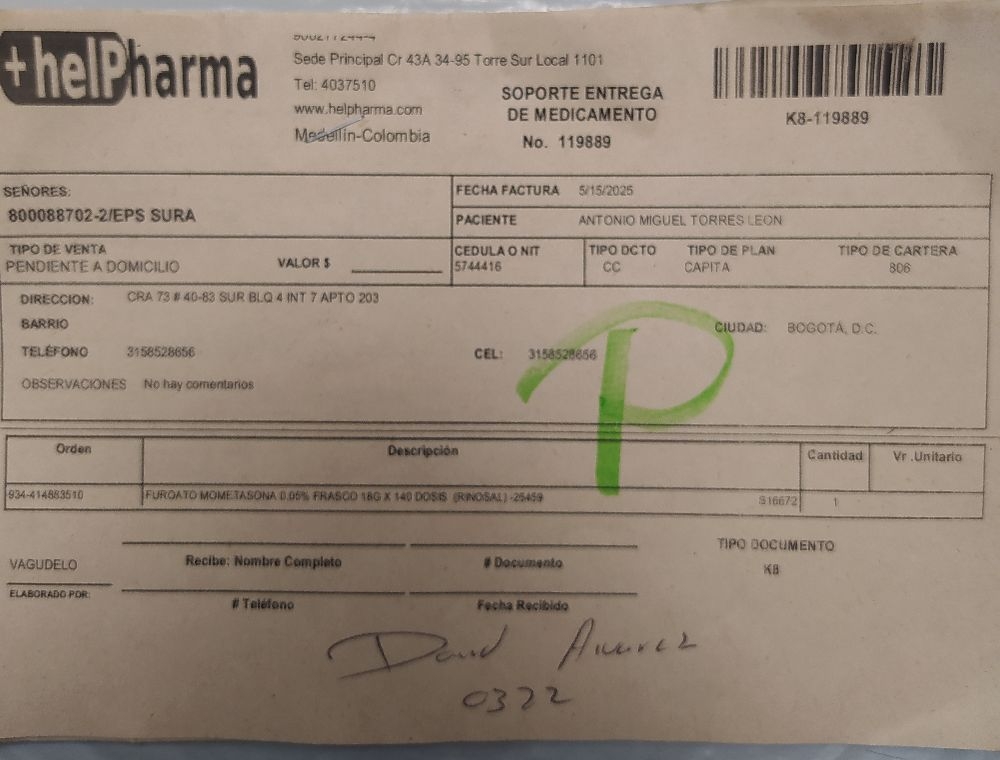 +helPharma
Sede Principal Cr 43A 34-95 Torre Sur Local 1101
Tel: 4037510
www.helpharma.com
Medellín-Colombia
SOPORTE ENTREGA
DE MEDICAMENTO
No. 119889
K8-119889
SEÑORES:
800088702-2/EPS SURA
FECHA FACTURA 5/15/2025
PACIENTE ANTONIO MIGUEL TORRES LEON
TIPO DE VENTA
PENDIENTE A DOMICILIO
VALOR $
CEDULA O NIT
5744416
TIPO DCTO
CC
TIPO DE PLAN
CAPITA
TIPO DE CARTERA
806
DIRECCION: CRA 73 # 40-83 SUR BLQ 4 INT 7 APTO 203
BARRIO
CIUDAD: BOGOTÁ, D.C.
TELÉFONO 3158528656
CEL: 3158528656
OBSERVACIONES No hay comentarios
P
Orden Descripción Cantidad Vr .Unitario
934-414883510 FUROATO MOMETASONA 0,05% FRASCO 18G X 140 DOSIS (RINOSAL) -25459 S16672 1
VAGUDELO
ELABORADO POR:
Recibe: Nombre Completo
# Documento
# Teléfono
Fecha Recibido
TIPO DOCUMENTO
K8
David Alvarez
0322